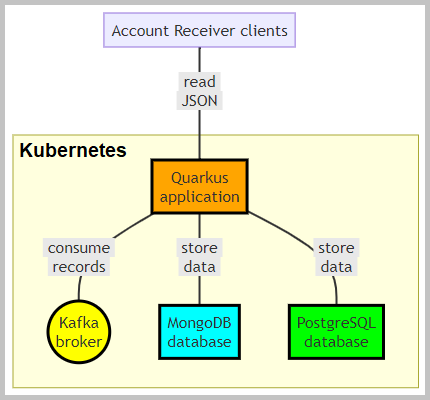 Account Receiver clients
read
JSON
Kubernetes
Quarkus
application
consume
records
store
data
store
data
Kafka
broker
MongoDB
database
PostgreSQL
database